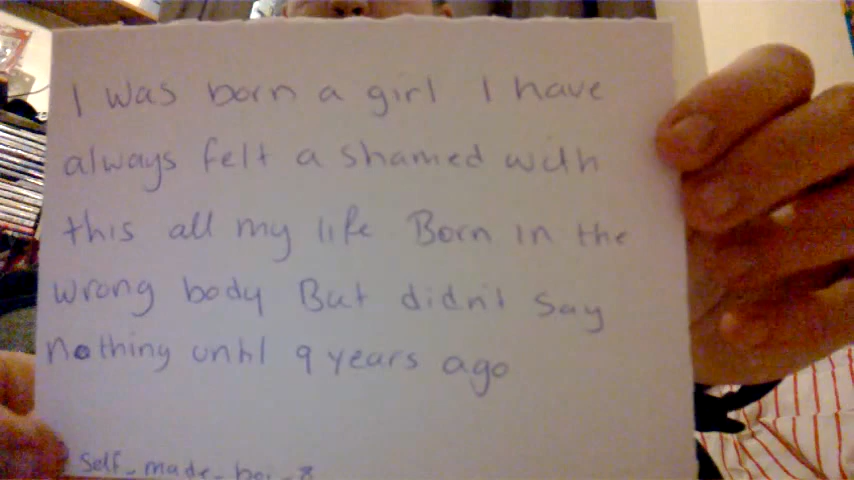 I was born a girl I have
always felt a shamed with
this all my life Born in the
wrong body But didn't say
nothing until 9 years ago
self_made_boi_8